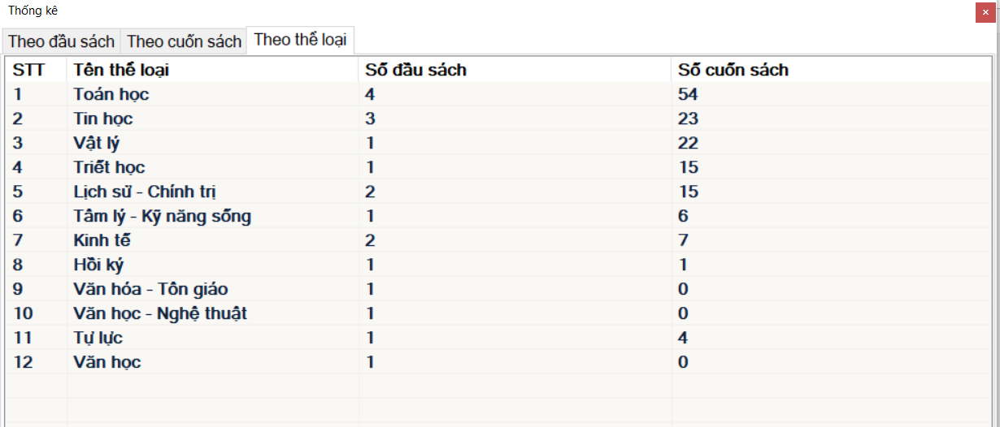 Thống kê
Theo đầu sách Theo cuốn sách Theo thể loại
STT Tên thể loại Số đầu sách Số cuốn sách
1 Toán học 4 54
2 Tin học 3 23
3 Vật lý 1 22
4 Triết học 1 15
5 Lịch sử - Chính trị 2 15
6 Tâm lý - Kỹ năng sống 1 6
7 Kinh tế 2 7
8 Hồi ký 1 1
9 Văn hóa - Tôn giáo 1 0
10 Văn học - Nghệ thuật 1 0
11 Tự lực 1 4
12 Văn học 1 0